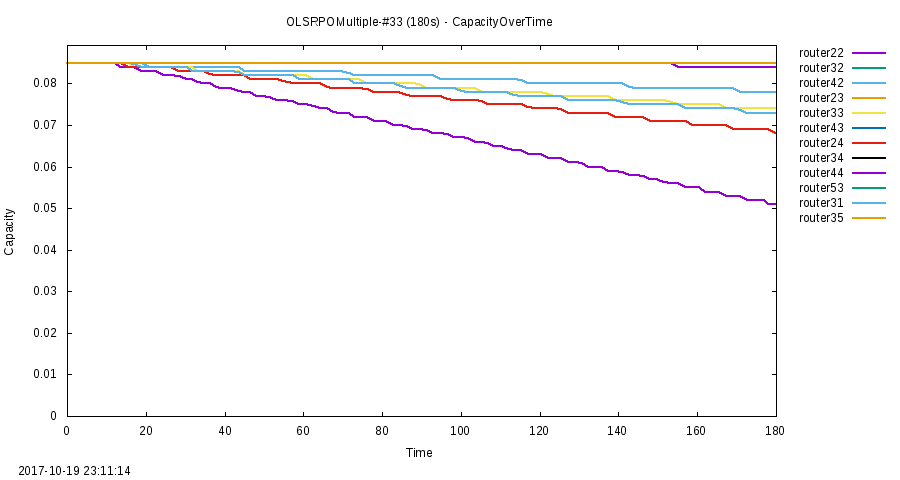 OLSRPOMultiple-#33 (180s) - CapacityOverTime
router22
router32
router42
router23
router33
router43
router24
router34
router44
router53
router31
router35
0.08
0.07
0.06
0.05
0.04
0.03
0.02
0.01
0
Capacity
0 20 40 60 80 100 120 140 160 180
Time
2017-10-19 23:11:14